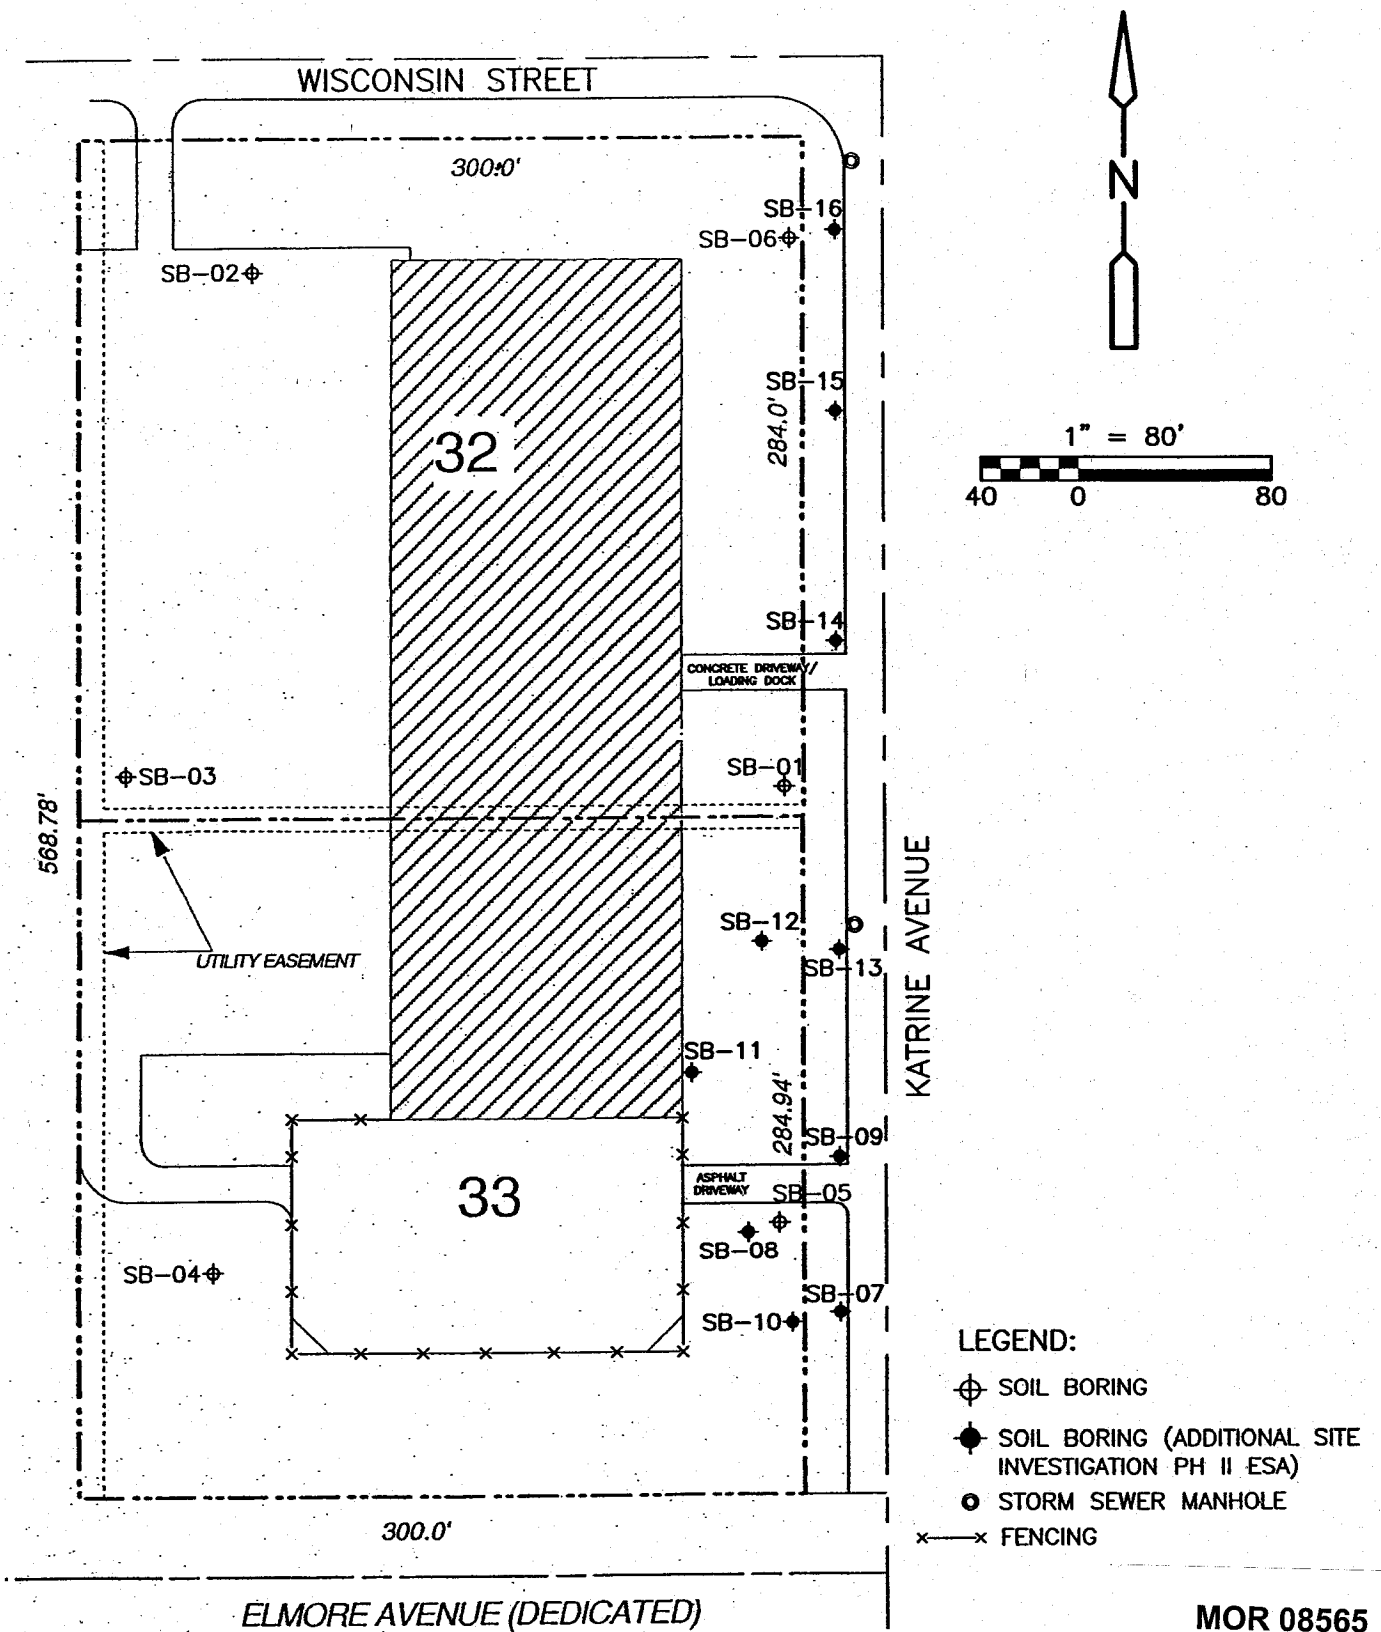 WISCONSIN STREET
300.0'
N
SB-16
SB-06
SB-02
SB-15
284.0'
1" = 80'
40 0 80
32
SB-14
CONCRETE DRIVEWAY/
LOADING DOCK
SB-03
SB-01
568.78'
KATRINE AVENUE
SB-12
SB-13
UTILITY EASEMENT
SB-11
284.94'
SB-09
ASPHALT
DRIVEWAY
33
SB-05
SB-08
SB-04
SB-07
SB-10
LEGEND:
SOIL BORING
SOIL BORING (ADDITIONAL SITE
INVESTIGATION PH II ESA)
STORM SEWER MANHOLE
FENCING
300.0'
ELMORE AVENUE (DEDICATED)
MOR 08565